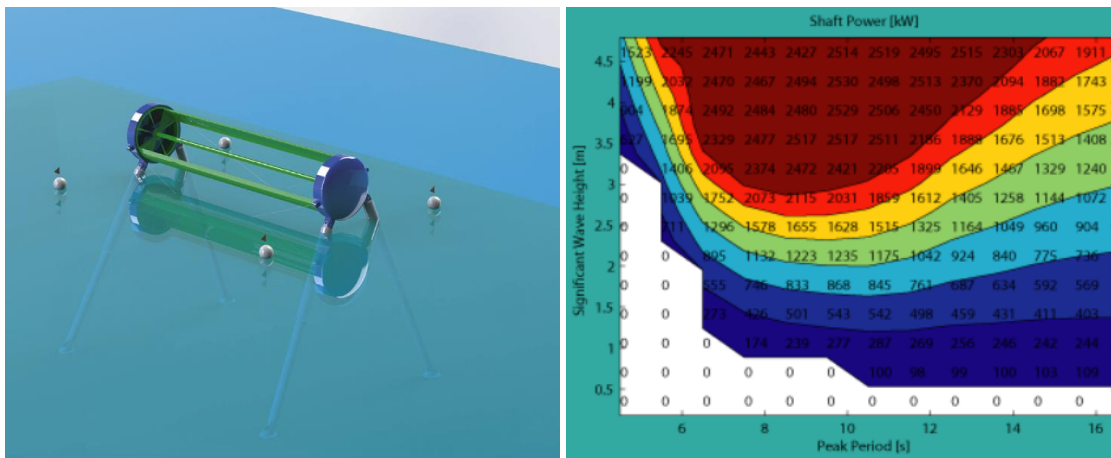 Shaft Power [kW]
Significant Wave Height [m]
4.5
4
3.5
3
2.5
2
1.5
1
0.5
1523 2245 2471 2443 2427 2514 2519 2495 2515 2303 2067 1911
1199 2032 2470 2467 2494 2530 2498 2513 2370 2094 1882 1743
904 1874 2492 2484 2480 2529 2506 2450 2129 1885 1698 1575
1695 2329 2477 2517 2517 2511 2186 1888 1676 1513 1408
0 1406 2095 2374 2472 2421 2205 1899 1646 1467 1329 1240
0 1039 1752 2073 2115 2031 1859 1612 1405 1258 1144 1072
0 711 1296 1578 1655 1628 1515 1325 1164 1049 960 904
0 0 895 1132 1223 1235 1175 1042 924 840 775 736
0 0 555 746 833 868 845 761 687 634 592 569
0 0 273 426 501 543 542 498 459 431 411 403
0 0 0 174 239 277 287 269 256 246 242 244
0 0 0 0 0 0 100 98 99 100 103 109
0 0 0 0 0 0 0 0 0 0 0 0
6 8 10 12 14 16
Peak Period [s]